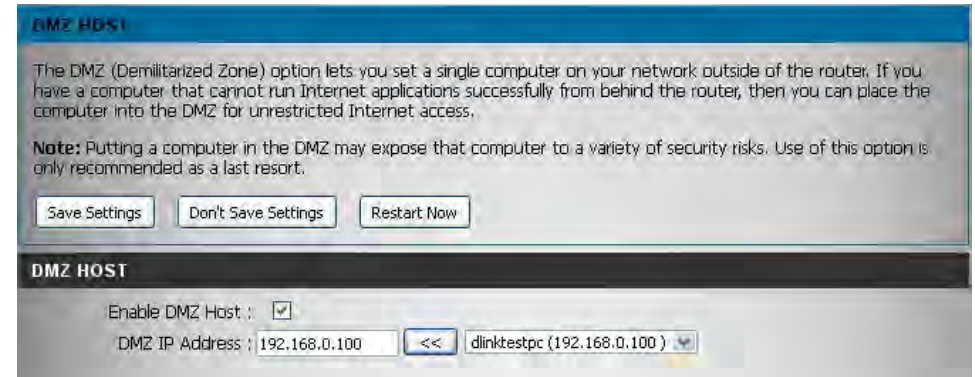 DMZ HOST
The DMZ (Demilitarized Zone) option lets you set a single computer on your network outside of the router. If you
have a computer that cannot run Internet applications successfully from behind the router, then you can place the
computer into the DMZ for unrestricted Internet access.
Note: Putting a computer in the DMZ may expose that computer to a variety of security risks. Use of this option is
only recommended as a last resort.
Save Settings Don't Save Settings Restart Now
DMZ HOST
Enable DMZ Host :
DMZ IP Address : 192.168.0.100 << dlinktestpc (192.168.0.100 )